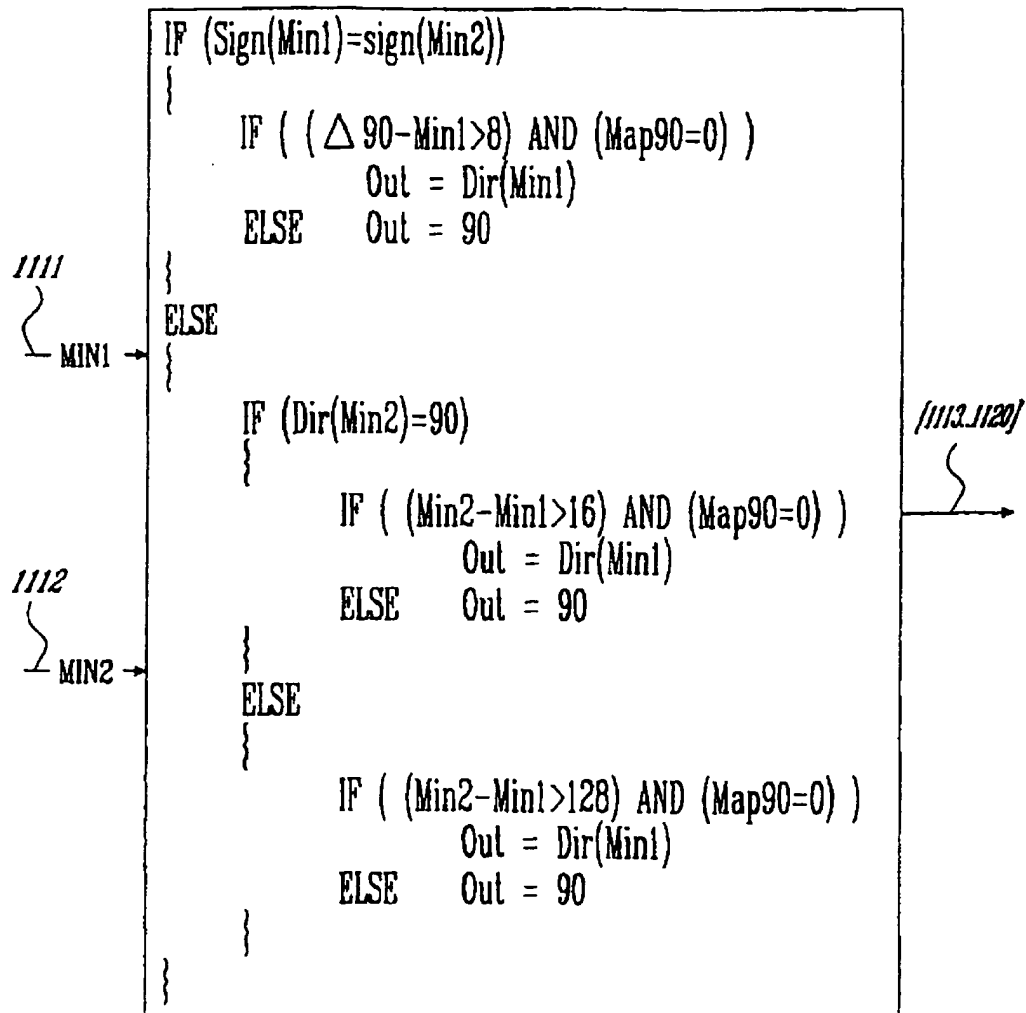 IF (Sign(Min1)=sign(Min2))
{
IF ( (△ 90-Min1>8) AND (Map90=0) )
Out = Dir(Min1)
ELSE Out = 90
}
1111
ELSE
MIN1
{
IF (Dir(Min2)=90)
[1113..1120]
{
IF ( (Min2-Min1>16) AND (Map90=0) )
Out = Dir(Min1)
1112
ELSE Out = 90
}
MIN2
ELSE
{
IF ( (Min2-Min1>128) AND (Map90=0) )
Out = Dir(Min1)
ELSE Out = 90
}
}